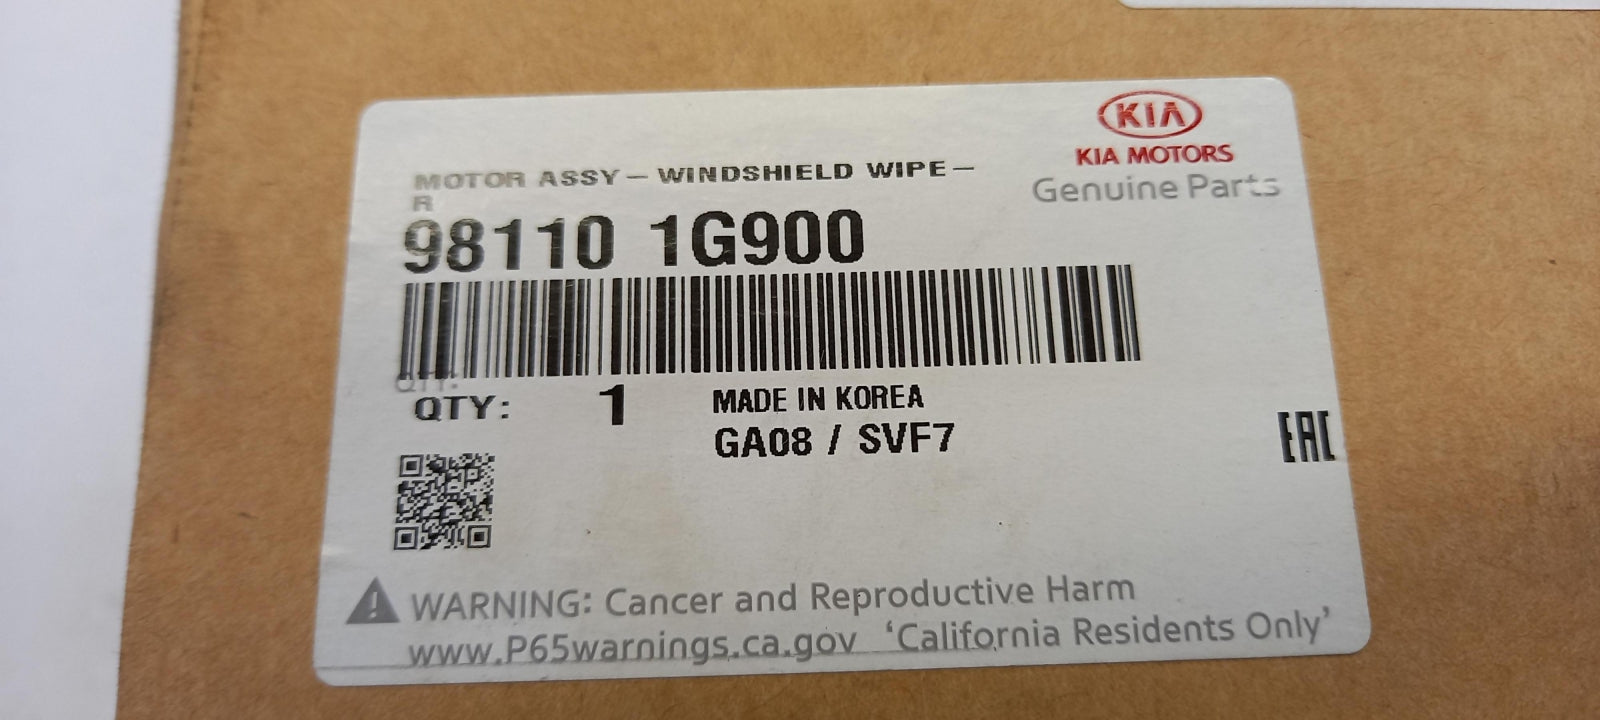 KIA
KIA MOTORS
Genuine Parts
MOTOR ASSY-WINDSHIELD WIPE-
R
98110 1G900
QTY:
QTY: 1
MADE IN KOREA
GA08 / SVF7
EAC
WARNING: Cancer and Reproductive Harm
www.P65warnings.ca.gov 'California Residents Only'